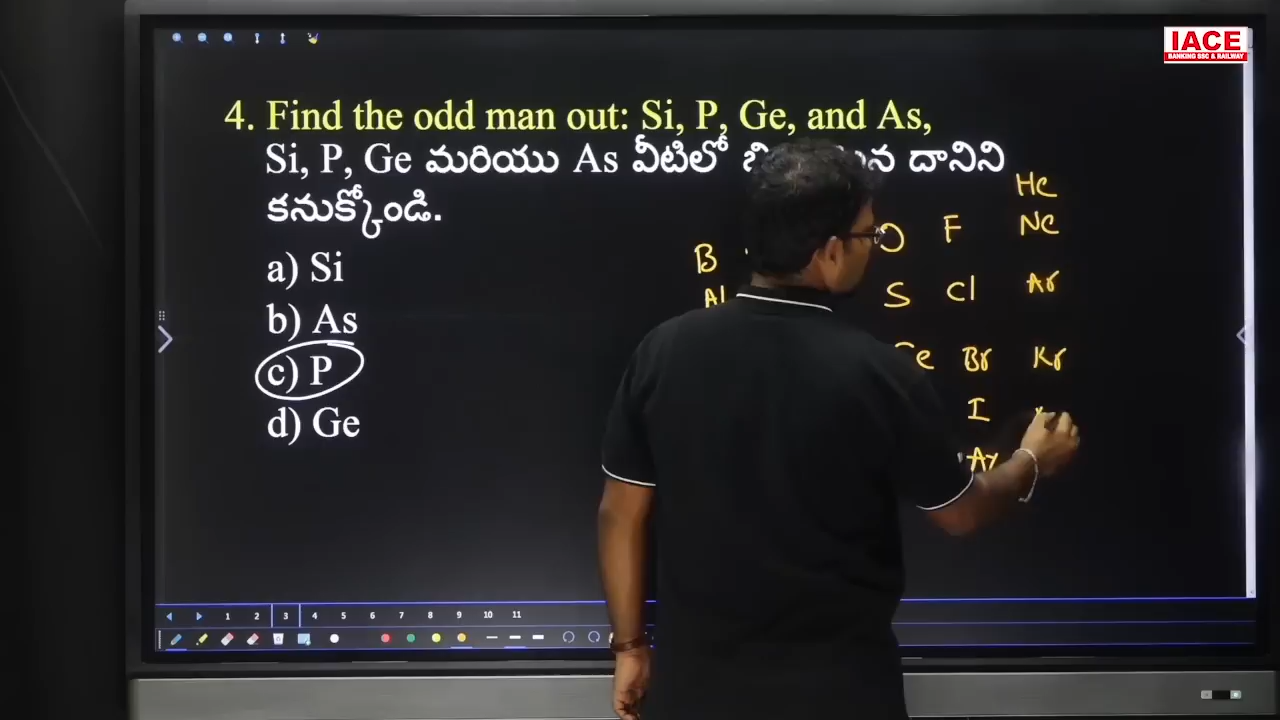 IACE
BANKING SSC & RAILWAY
4. Find the odd man out: Si, P, Ge, and As,
Si, P, Ge మరియు As వీటిలో దానిని
కనుక్కోండి.
a) Si
b) As
c) P
d) Ge
He
B O F Ne
Al S Cl Ar
Br Kr
I
1 2 3 4 5 6 7 8 9 10 11